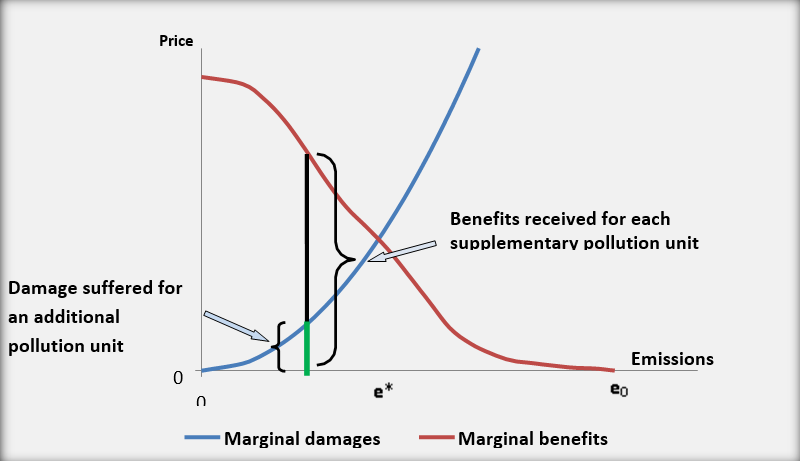 Price
Benefits received for each
supplementary pollution unit
Damage suffered for
an additional
pollution unit
Emissions
0
0
e*
e₀
Marginal damages
Marginal benefits